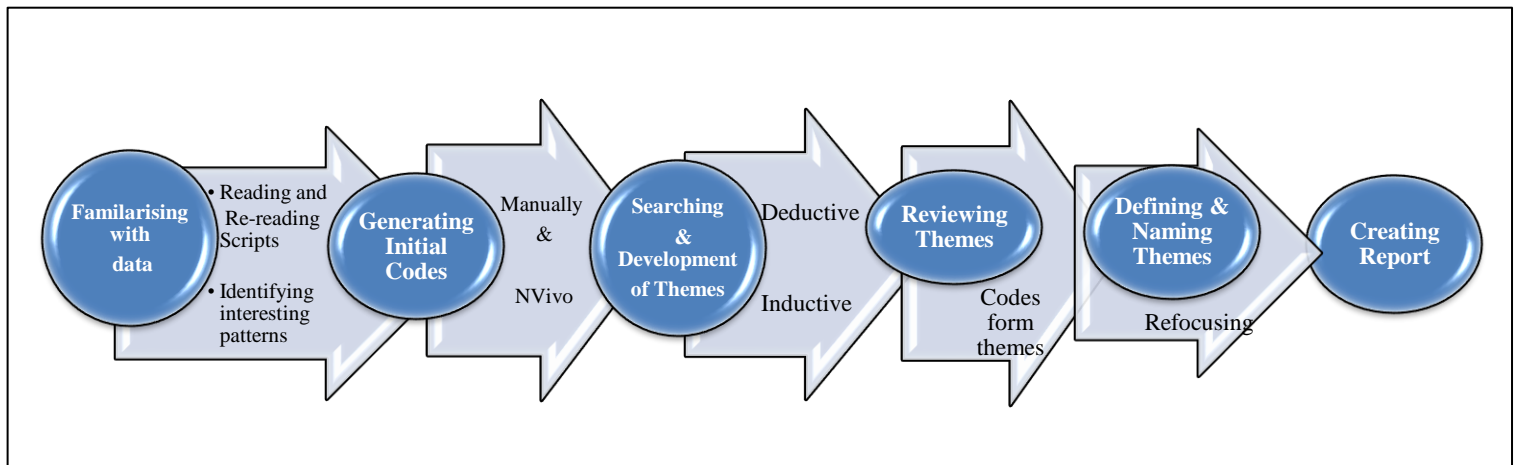 Familarising
with
data
• Reading and
Re-reading
Scripts
• Identifying
interesting
patterns
Generating
Initial
Codes
Manually
&
NVivo
Searching
&
Development
of Themes
Deductive
Inductive
Reviewing
Themes
Codes
form
themes
Defining &
Naming
Themes
Refocusing
Creating
Report